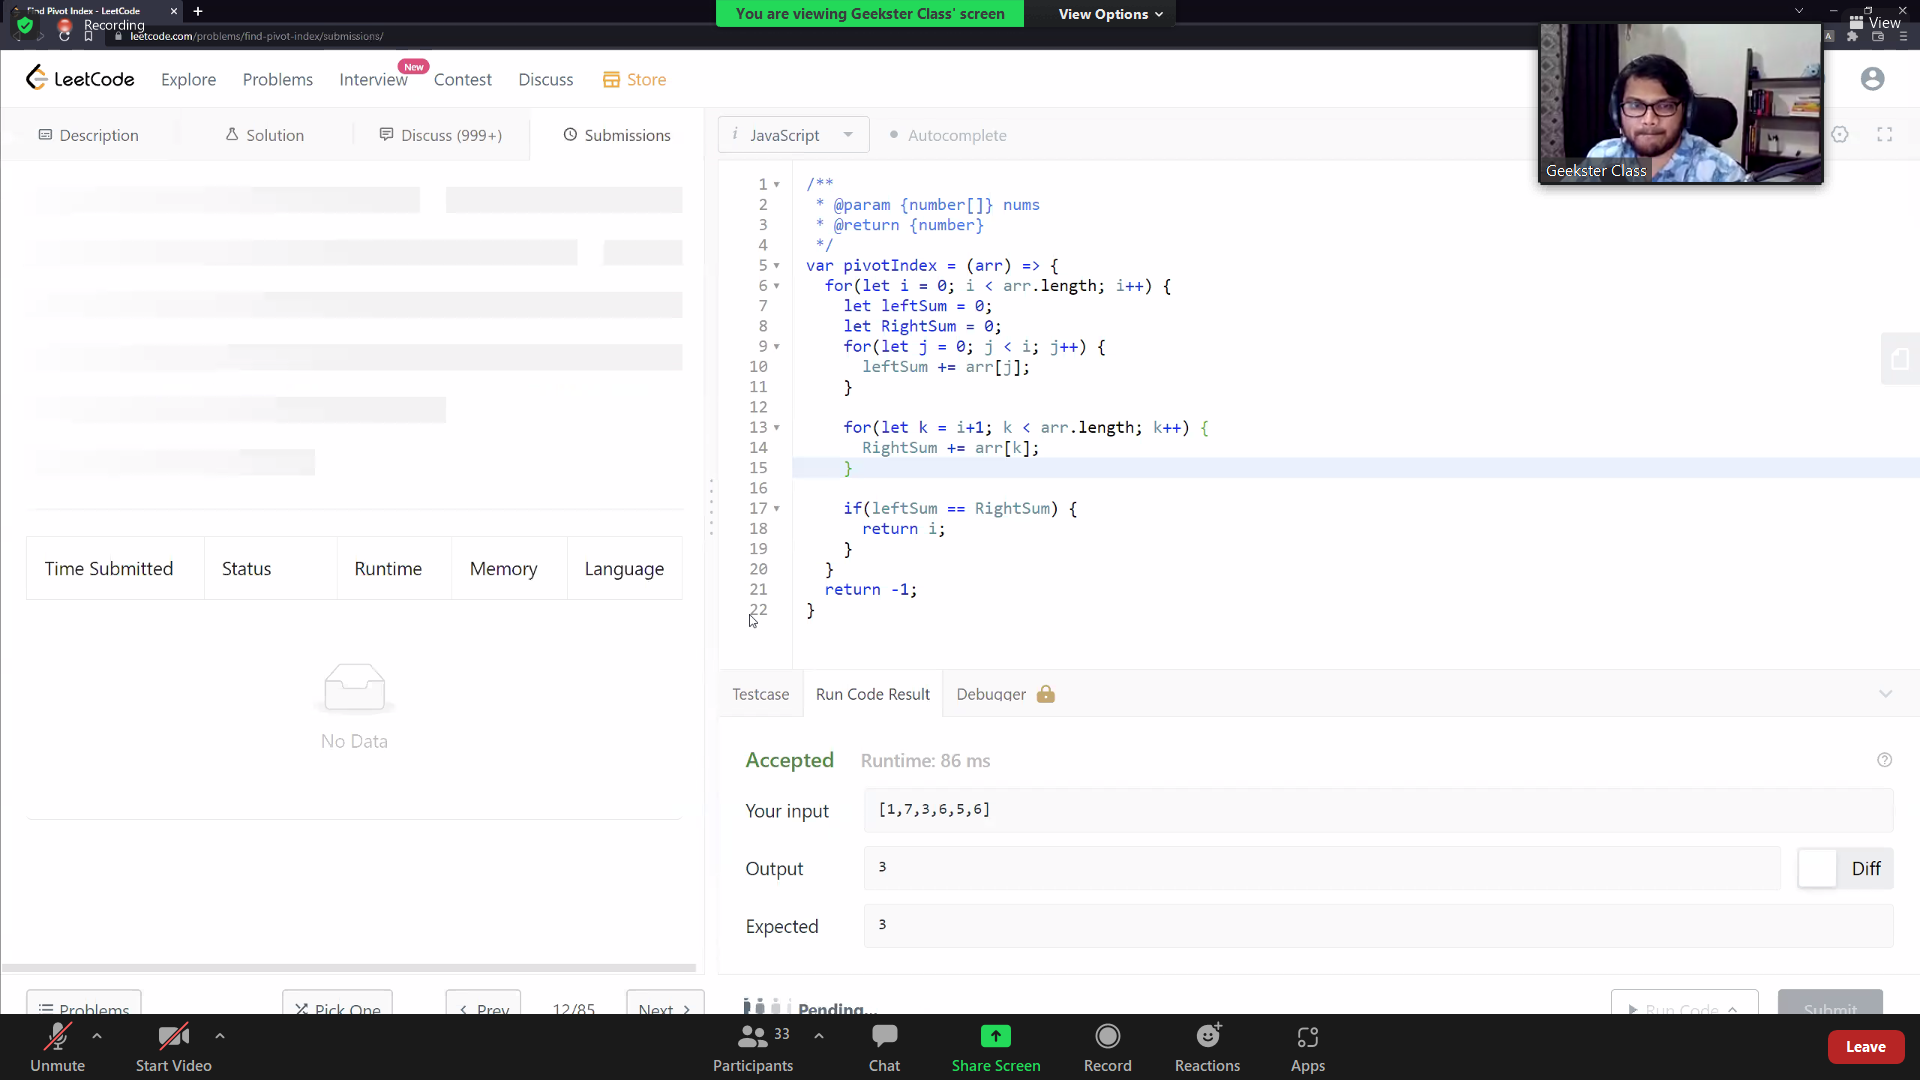 Find Pivot Index - LeetCode
Recording
You are viewing Geekster Class' screen
View Options
View
leetcode.com/problems/find-pivot-index/submissions/
LeetCode
Explore
Problems
Interview
New
Contest
Discuss
Store
Geekster Class
Description
Solution
Discuss (999+)
Submissions
i JavaScript
Autocomplete
1 /**
2  * @param {number[]} nums
3  * @return {number}
4  */
5 var pivotIndex = (arr) => {
6   for(let i = 0; i < arr.length; i++) {
7     let leftSum = 0;
8     let RightSum = 0;
9     for(let j = 0; j < i; j++) {
10       leftSum += arr[j];
11     }
12
13     for(let k = i+1; k < arr.length; k++) {
14       RightSum += arr[k];
15     }
16
17     if(leftSum == RightSum) {
18       return i;
19     }
20   }
21   return -1;
22 }
Time Submitted
Status
Runtime
Memory
Language
No Data
Testcase
Run Code Result
Debugger
Accepted
Runtime: 86 ms
Your input
[1,7,3,6,5,6]
Output
3
Diff
Expected
3
Problems
Pick One
Prev
12/85
Next
Pending...
Run Code
Submit
Unmute
Start Video
33
Participants
Chat
Share Screen
Record
Reactions
Apps
Leave